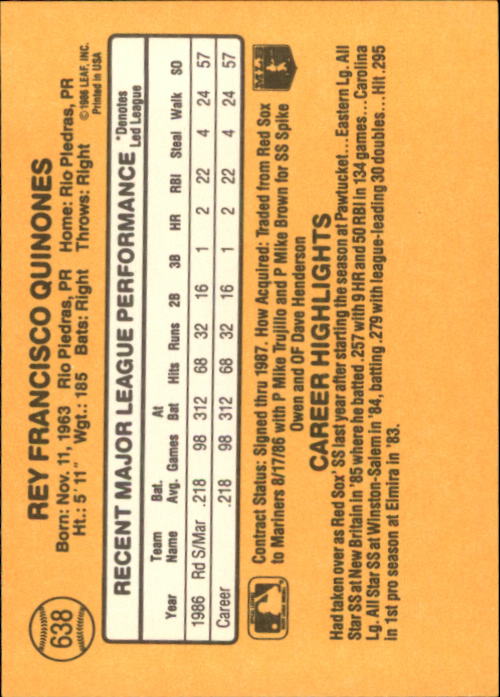 638
REY FRANCISCO QUINONES
Born: Nov. 11, 1963 Rio Piedras, PR Home: Rio Piedras, PR
Ht.: 5' 11" Wgt.: 185 Bats: Right Throws: Right
© 1986 LEAF, INC.
Printed in USA
RECENT MAJOR LEAGUE PERFORMANCE
*Denotes
Led League
Year Team Name Bat. Avg. Games At Bat Hits Runs 2B 3B HR RBI Steal Walk SO
1986 Rd S/Mar .218 98 312 68 32 16 1 2 22 4 24 57
Career .218 98 312 68 32 16 1 2 22 4 24 57
Contract Status: Signed thru 1987. How Acquired: Traded from Red Sox
to Mariners 8/17/86 with P Mike Trujillo and P Mike Brown for SS Spike
Owen and OF Dave Henderson
CAREER HIGHLIGHTS
Had taken over as Red Sox' SS last year after starting the season at Pawtucket... Eastern Lg. All
Star SS at New Britain in '85 where he batted .257 with 9 HR and 50 RBI in 134 games... Carolina
Lg. All Star SS at Winston-Salem in '84, batting .279 with league-leading 30 doubles... Hit .295
in 1st pro season at Elmira in '83.